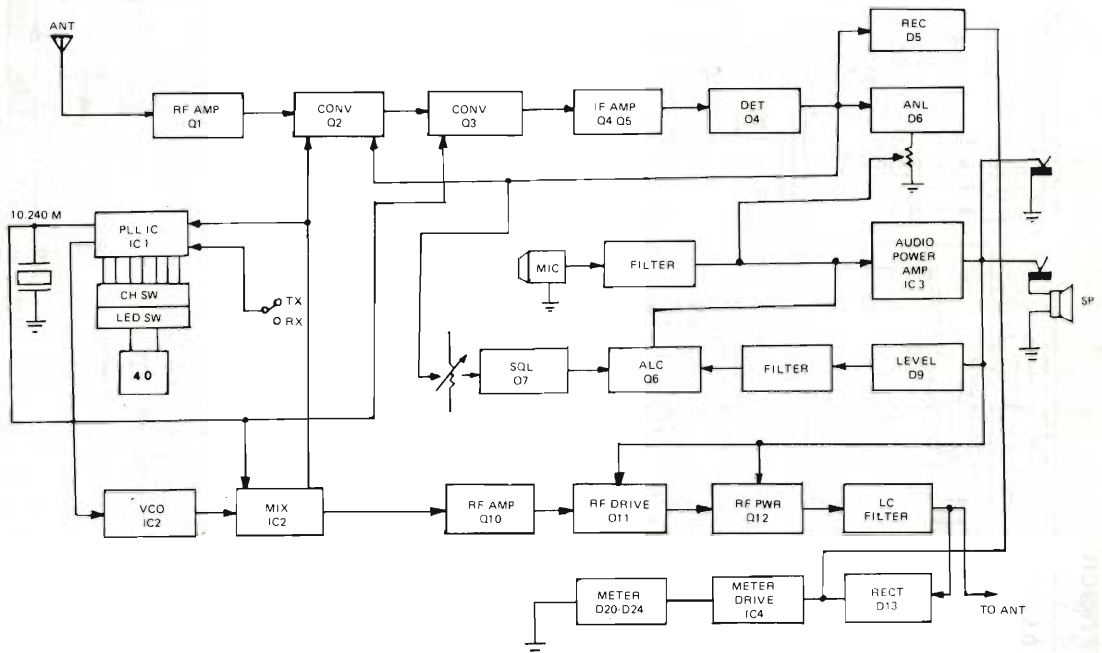 ANT
REC
D5
RF AMP
Q1
CONV
Q2
CONV
Q3
IF AMP
Q4 Q5
DET
O4
ANL
D6
10.240 M
PLL IC
IC 1
CH SW
LED SW
40
TX
RX
MIC
FILTER
AUDIO
POWER
AMP
IC 3
SP
SQL
O7
ALC
Q6
FILTER
LEVEL
D9
VCO
IC2
MIX
IC2
RF AMP
Q10
RF DRIVE
O11
RF PWR
Q12
LC
FILTER
METER
D20-D24
METER
DRIVE
IC4
RECT
D13
TO ANT